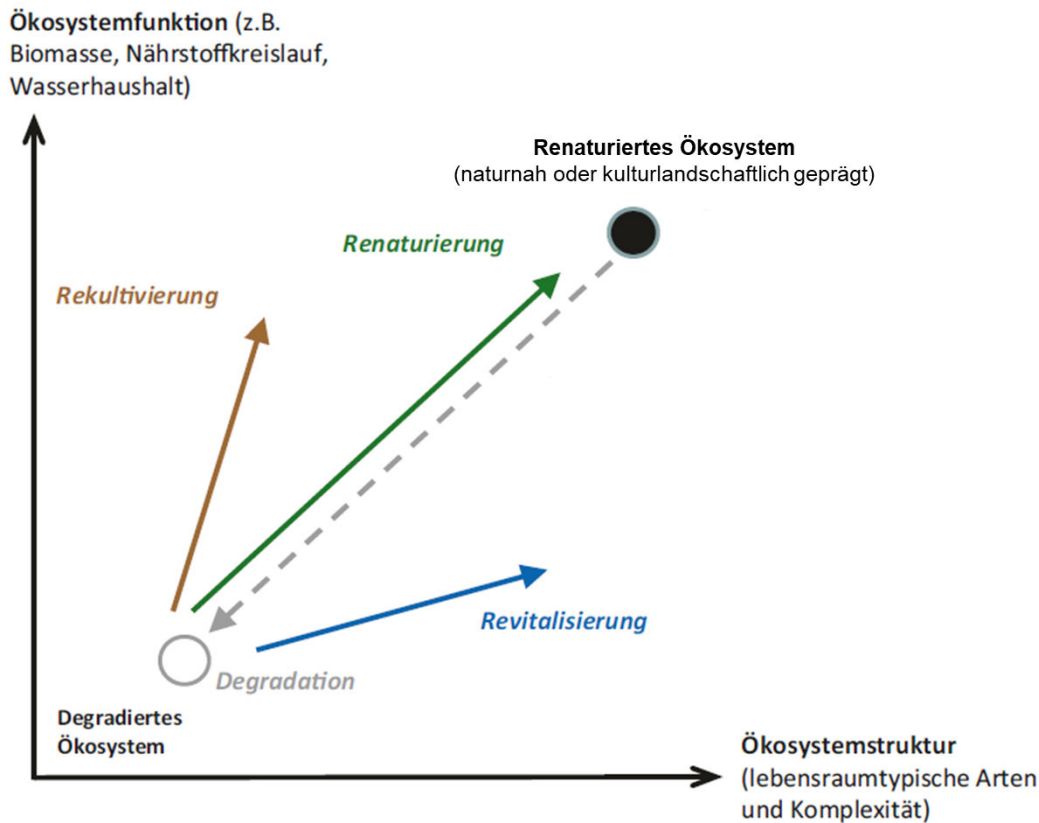 Ökosystemfunktion (z.B.
Biomasse, Nährstoffkreislauf,
Wasserhaushalt)
Renaturiertes Ökosystem
(naturnah oder kulturlandschaftlich geprägt)
Renaturierung
Rekultivierung
Revitalisierung
Degradation
Degradiertes
Ökosystem
Ökosystemstruktur
(lebensraumtypische Arten
und Komplexität)